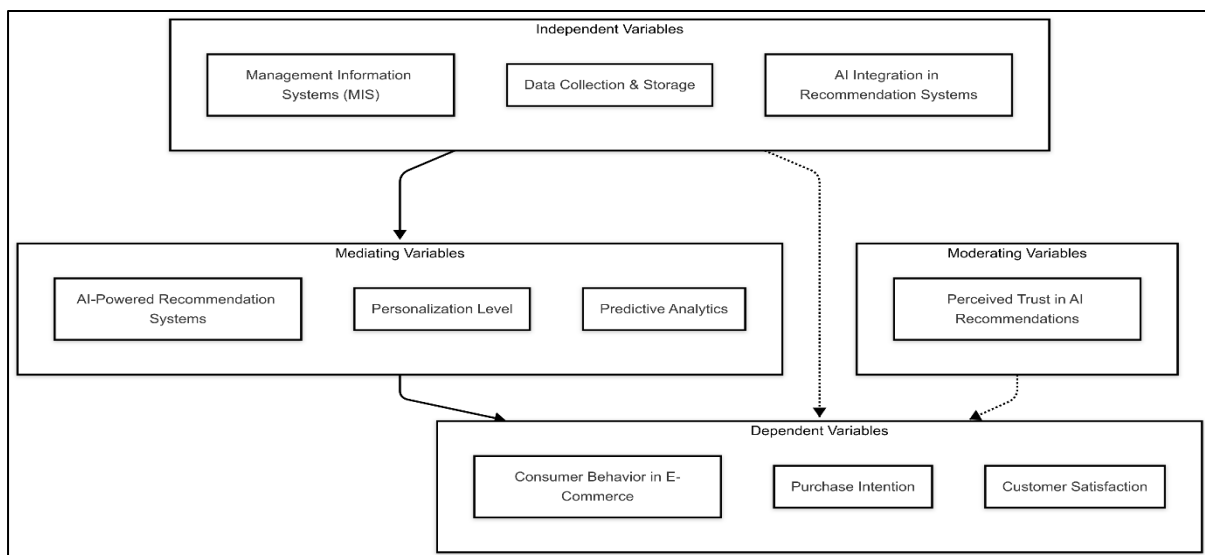 Independent Variables
Management Information
Systems (MIS)
Data Collection & Storage
AI Integration in
Recommendation Systems
Mediating Variables
AI-Powered Recommendation
Systems
Personalization Level
Predictive Analytics
Moderating Variables
Perceived Trust in AI
Recommendations
Dependent Variables
Consumer Behavior in E-
Commerce
Purchase Intention
Customer Satisfaction